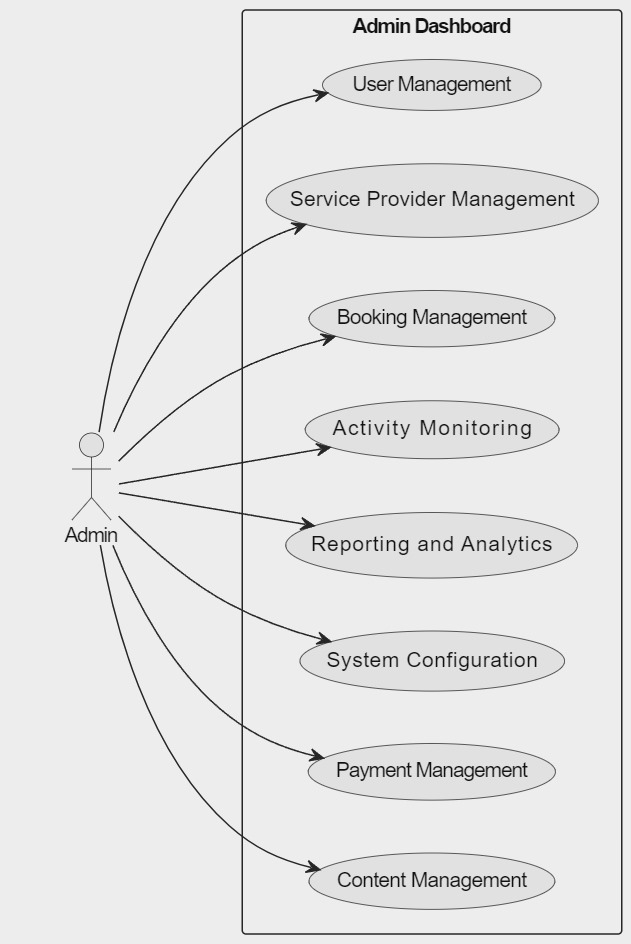 Admin Dashboard
User Management
Service Provider Management
Booking Management
Activity Monitoring
Admin
Reporting and Analytics
System Configuration
Payment Management
Content Management